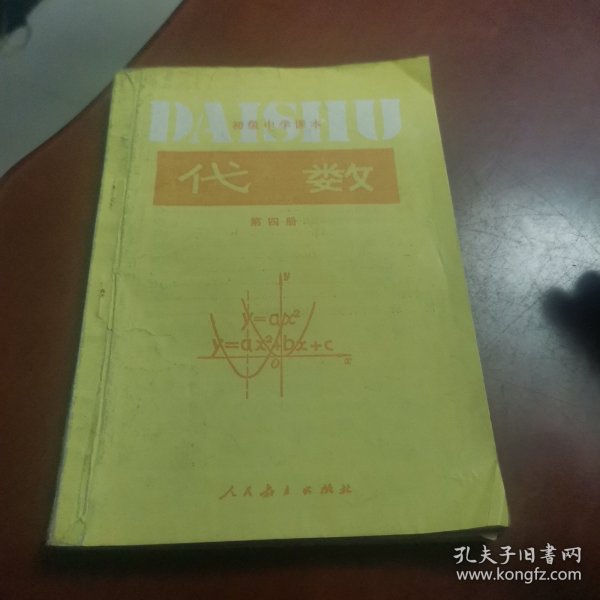 DAISHU
初级中学课本
代数
第四册
y
y=ax²
y=ax²+bx+c
O
x
人民教育出版社
孔夫子旧书网
www.kongfz.com